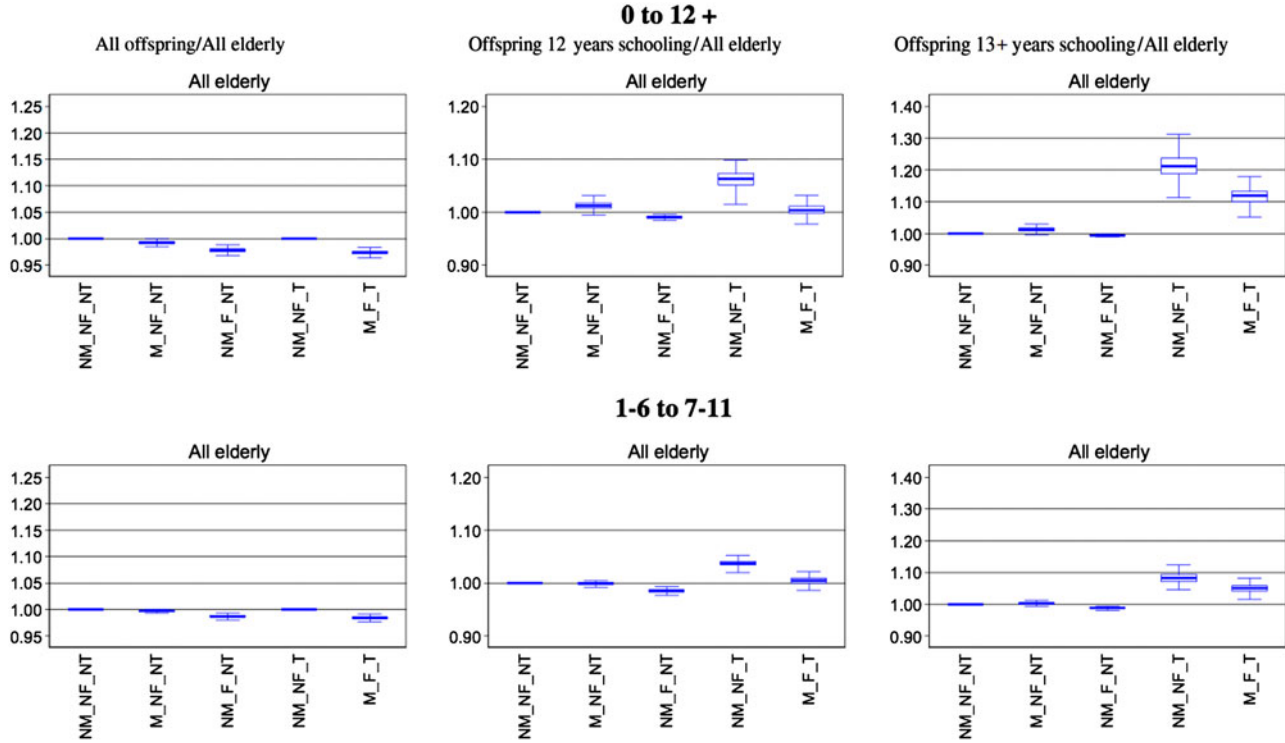 0 to 12 +
All offspring/All elderly
Offspring 12 years schooling/All elderly
Offspring 13+ years schooling/All elderly
All elderly
1.25
1.20
1.15
1.10
1.05
1.00
0.95
NM_NF_NT
M_NF_NT
NM_F_NT
NM_NF_T
M_F_T
All elderly
1.20
1.10
1.00
0.90
NM_NF_NT
M_NF_NT
NM_F_NT
NM_NF_T
M_F_T
All elderly
1.40
1.30
1.20
1.10
1.00
0.90
NM_NF_NT
M_NF_NT
NM_F_NT
NM_NF_T
M_F_T
1-6 to 7-11
All elderly
1.25
1.20
1.15
1.10
1.05
1.00
0.95
NM_NF_NT
M_NF_NT
NM_F_NT
NM_NF_T
M_F_T
All elderly
1.20
1.10
1.00
0.90
NM_NF_NT
M_NF_NT
NM_F_NT
NM_NF_T
M_F_T
All elderly
1.40
1.30
1.20
1.10
1.00
0.90
NM_NF_NT
M_NF_NT
NM_F_NT
NM_NF_T
M_F_T